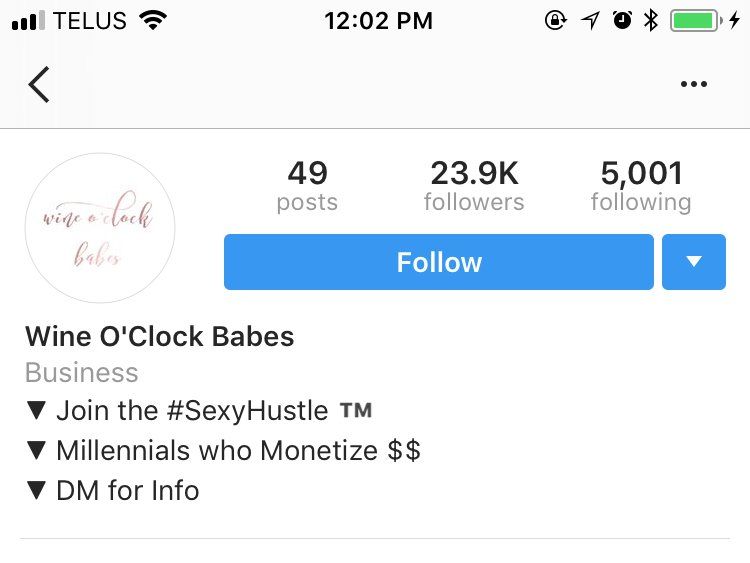 TELUS 12:02 PM
wine o'clock
babes
49 23.9K 5,001
posts followers following
Follow
Wine O'Clock Babes
Business
▼ Join the #SexyHustle ™
▼ Millennials who Monetize $$
▼ DM for Info